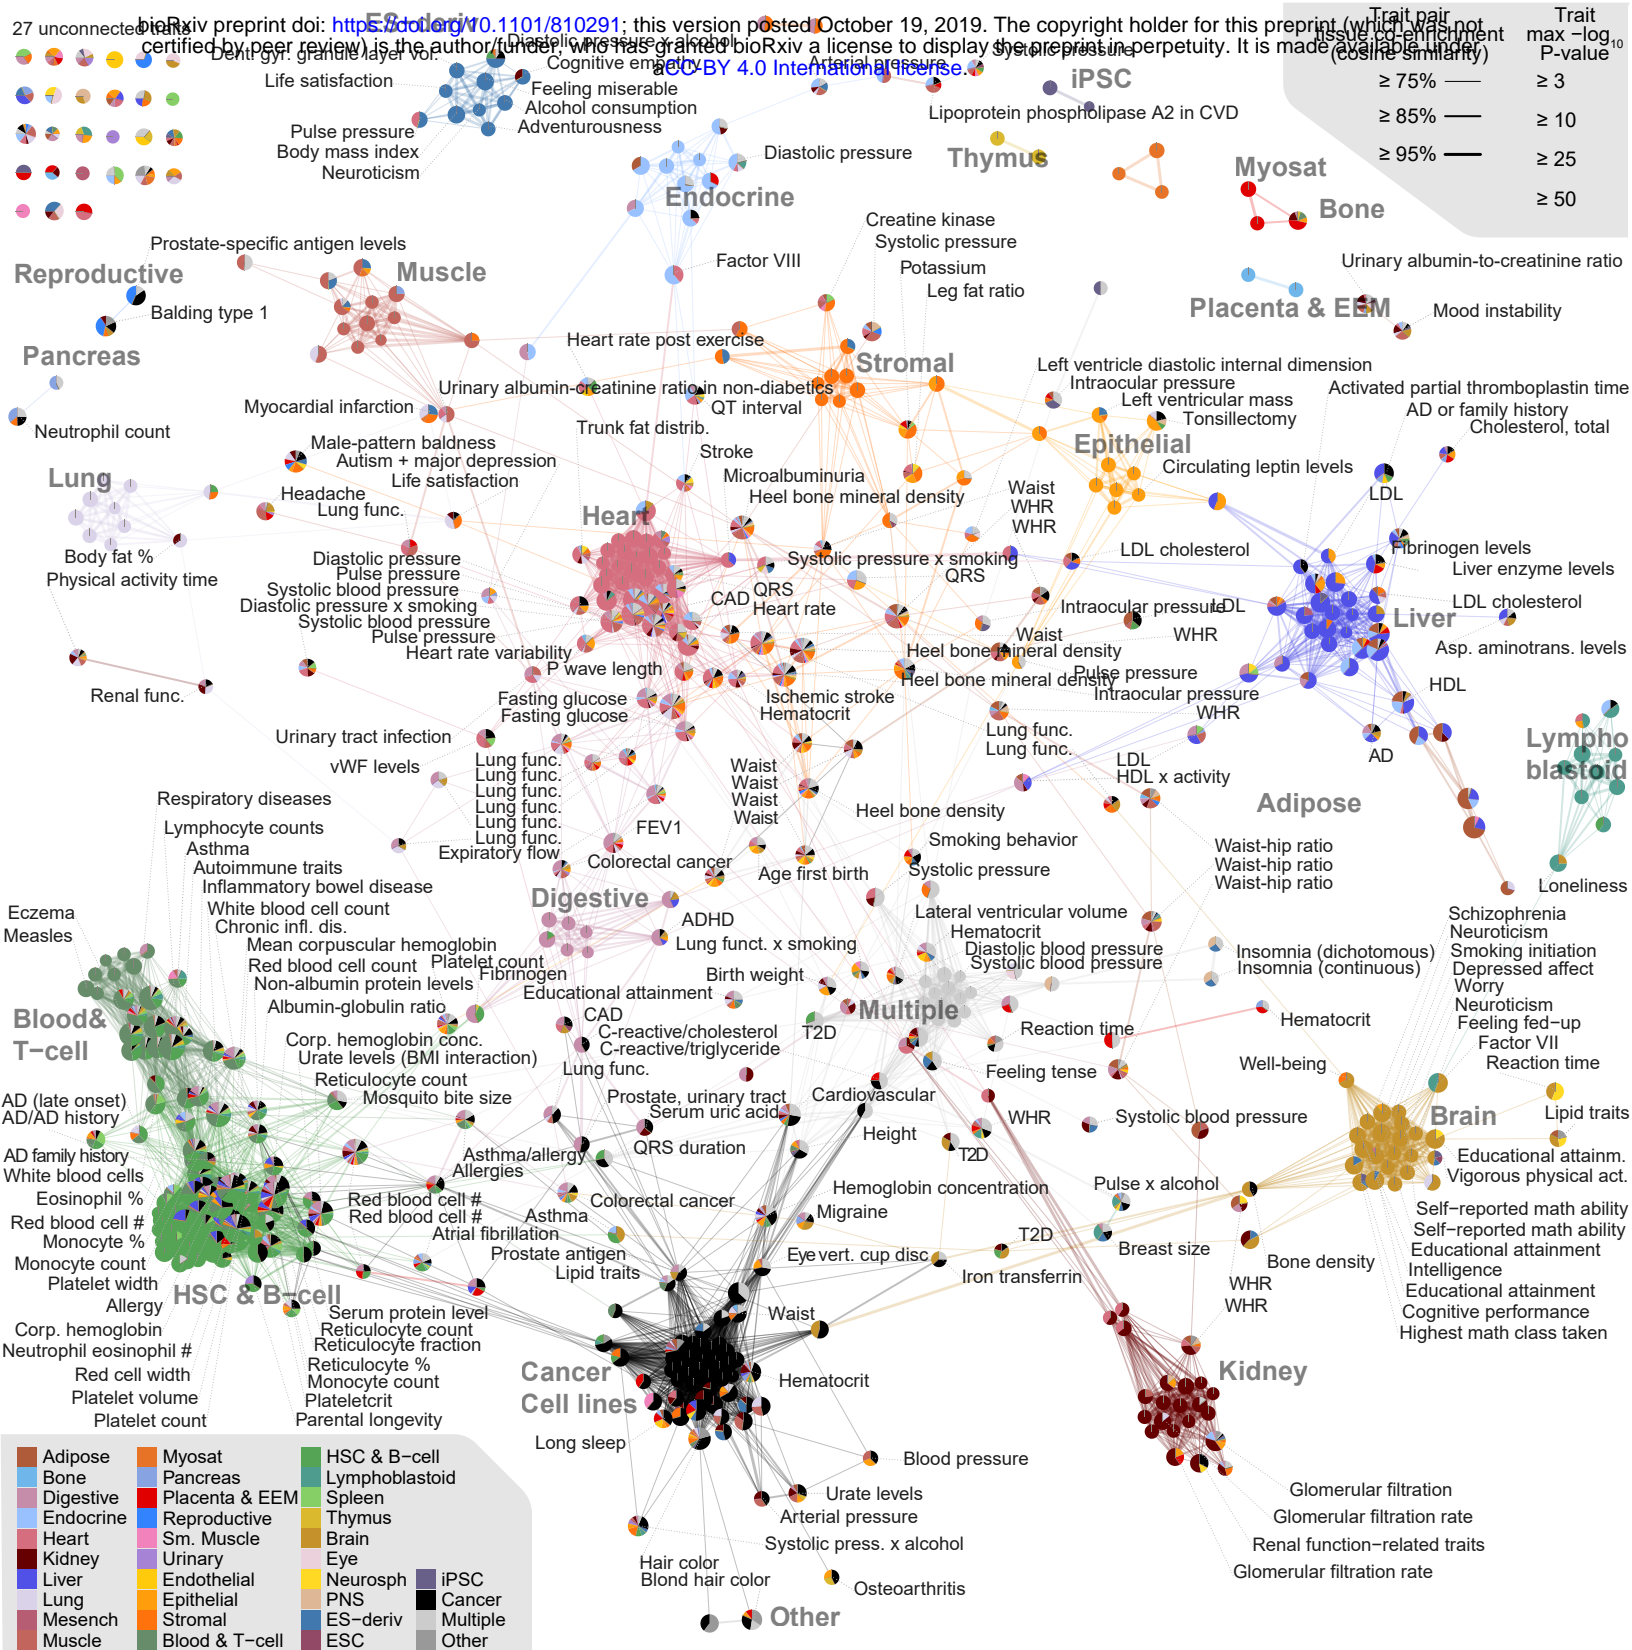 bioRxiv preprint doi: https://doi.org/10.1101/810291; this version posted October 19, 2019. The copyright holder for this preprint (which was not
certified by peer review) is the author/funder, who has granted bioRxiv a license to display the preprint in perpetuity. It is made available under
aCC-BY 4.0 International license.
27 unconnected traits
ES-deriv
Denti gyr. granule layer vol.
Diastolic pressure x alcohol
Cognitive empathy
Life satisfaction
Feeling miserable
Alcohol consumption
Adventurousness
Pulse pressure
Body mass index
Neuroticism
Arterial pressure
Systolic pressure
iPSC
Lipoprotein phospholipase A2 in CVD
Thymus
Diastolic pressure
Endocrine
Trait pair
tissue co-enrichment
(cosine similarity)
≥ 75%
≥ 85%
≥ 95%
Trait
max −log10
P-value
≥ 3
≥ 10
≥ 25
≥ 50
Myosat
Bone
Urinary albumin-to-creatinine ratio
Placenta & EEM
Mood instability
Creatine kinase
Systolic pressure
Potassium
Leg fat ratio
Factor VIII
Prostate-specific antigen levels
Muscle
Reproductive
Balding type 1
Pancreas
Neutrophil count
Heart rate post exercise
Stromal
Urinary albumin-creatinine ratio in non-diabetics
QT interval
Myocardial infarction
Trunk fat distrib.
Left ventricle diastolic internal dimension
Intraocular pressure
Left ventricular mass
Tonsillectomy
Epithelial
Activated partial thromboplastin time
AD or family history
Cholesterol, total
Circulating leptin levels
LDL
Male-pattern baldness
Autism + major depression
Life satisfaction
Lung
Headache
Lung func.
Stroke
Microalbuminuria
Heel bone mineral density
Heart
Waist
WHR
WHR
Body fat %
Physical activity time
Diastolic pressure
Pulse pressure
Systolic blood pressure
Diastolic pressure x smoking
Systolic blood pressure
Pulse pressure
Heart rate variability
Systolic pressure x smoking
QRS
CAD
QRS
Heart rate
LDL cholesterol
Fibrinogen levels
Liver enzyme levels
LDL cholesterol
Liver
Asp. aminotrans. levels
Intraocular pressure
LDL
Waist
WHR
Heel bone mineral density
Heel bone mineral density
Pulse pressure
Intraocular pressure
WHR
HDL
AD
P wave length
Renal func.
Fasting glucose
Fasting glucose
Ischemic stroke
Hematocrit
Lung func.
Lung func.
Urinary tract infection
vWF levels
Lung func.
Lung func.
Lung func.
Lung func.
Lung func.
Lung func.
Expiratory flow
Waist
Waist
Waist
Waist
LDL
HDL x activity
Adipose
Lympho
blastoid
Loneliness
Heel bone density
FEV1
Colorectal cancer
Age first birth
Smoking behavior
Systolic pressure
Waist-hip ratio
Waist-hip ratio
Waist-hip ratio
Respiratory diseases
Lymphocyte counts
Asthma
Autoimmune traits
Inflammatory bowel disease
White blood cell count
Chronic infl. dis.
Mean corpuscular hemoglobin
Platelet count
Red blood cell count
Non-albumin protein levels
Fibrinogen
Albumin-globulin ratio
Eczema
Measles
Digestive
ADHD
Lung funct. x smoking
Birth weight
Educational attainment
Lateral ventricular volume
Hematocrit
Diastolic blood pressure
Systolic blood pressure
Insomnia (dichotomous)
Insomnia (continuous)
Schizophrenia
Neuroticism
Smoking initiation
Depressed affect
Worry
Neuroticism
Feeling fed-up
Factor VII
Reaction time
Multiple
Blood&
T−cell
CAD
C-reactive/cholesterol
C-reactive/triglyceride
Lung func.
T2D
Reaction time
Hematocrit
Well-being
Feeling tense
Corp. hemoglobin conc.
Urate levels (BMI interaction)
Reticulocyte count
Mosquito bite size
Prostate, urinary tract
Serum uric acid
Cardiovascular
WHR
Systolic blood pressure
Brain
Lipid traits
AD (late onset)
AD/AD history
QRS duration
Height
T2D
Educational attainm.
Vigorous physical act.
AD family history
White blood cells
Eosinophil %
Red blood cell #
Monocyte %
Monocyte count
Platelet width
Allergy
Asthma/allergy
Allergies
Hemoglobin concentration
Pulse x alcohol
Red blood cell #
Red blood cell #
Colorectal cancer
Migraine
Asthma
Atrial fibrillation
Prostate antigen
Lipid traits
Eye vert. cup disc
T2D
Breast size
Iron transferrin
Bone density
WHR
WHR
Self-reported math ability
Self-reported math ability
Educational attainment
Intelligence
Educational attainment
Cognitive performance
Highest math class taken
HSC & B−cell
Serum protein level
Reticulocyte count
Reticulocyte fraction
Reticulocyte %
Monocyte count
Plateletcrit
Parental longevity
Corp. hemoglobin
Neutrophil eosinophil #
Red cell width
Platelet volume
Platelet count
Waist
Cancer
Cell lines
Hematocrit
Kidney
Long sleep
Blood pressure
Urate levels
Arterial pressure
Systolic press. x alcohol
Hair color
Blond hair color
Osteoarthritis
Other
Glomerular filtration
Glomerular filtration rate
Renal function−related traits
Glomerular filtration rate
Adipose
Bone
Digestive
Endocrine
Heart
Kidney
Liver
Lung
Mesench
Muscle
Myosat
Pancreas
Placenta & EEM
Reproductive
Sm. Muscle
Urinary
Endothelial
Epithelial
Stromal
Blood & T−cell
HSC & B−cell
Lymphoblastoid
Spleen
Thymus
Brain
Eye
Neurosph
PNS
ES−deriv
ESC
iPSC
Cancer
Multiple
Other